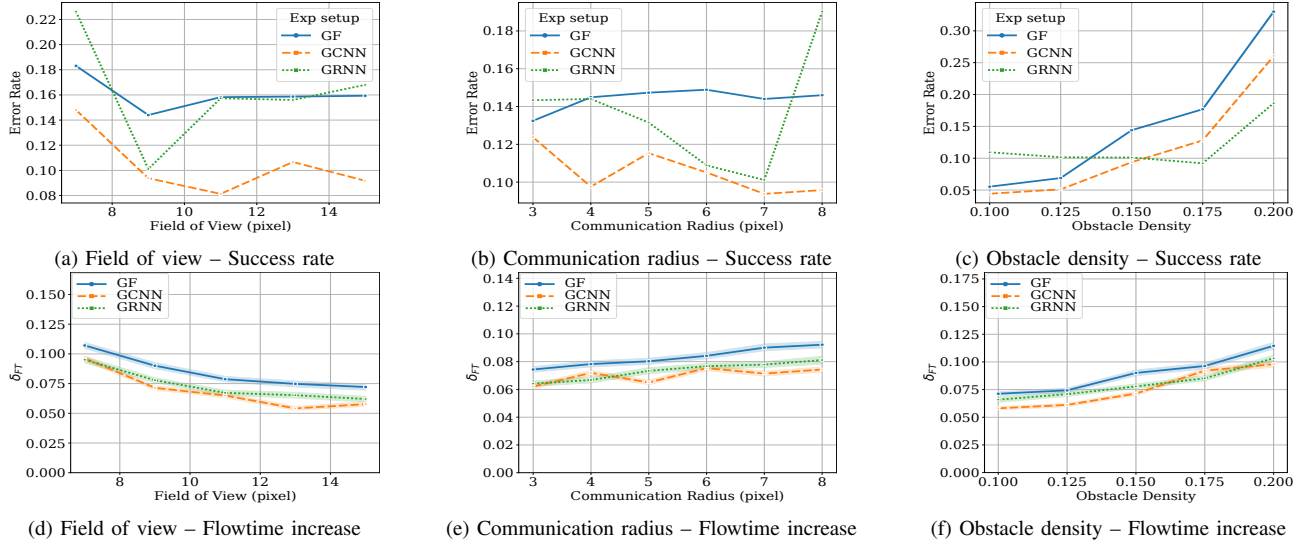 0.22
0.20
0.18
0.16
0.14
0.12
0.10
0.08
Error Rate
Exp setup
GF
GCNN
GRNN
8 10 12 14
Field of View (pixel)
(a) Field of view – Success rate
0.18
0.16
0.14
0.12
0.10
Error Rate
Exp setup
GF
GCNN
GRNN
3 4 5 6 7 8
Communication Radius (pixel)
(b) Communication radius – Success rate
0.30
0.25
0.20
0.15
0.10
0.05
Error Rate
Exp setup
GF
GCNN
GRNN
0.100 0.125 0.150 0.175 0.200
Obstacle Density
(c) Obstacle density – Success rate
0.150
0.125
0.100
0.075
0.050
0.025
0.000
δFT
GF
GCNN
GRNN
8 10 12 14
Field of View (pixel)
(d) Field of view – Flowtime increase
0.14
0.12
0.10
0.08
0.06
0.04
0.02
0.00
δFT
GF
GCNN
GRNN
3 4 5 6 7 8
Communication Radius (pixel)
(e) Communication radius – Flowtime increase
0.175
0.150
0.125
0.100
0.075
0.050
0.025
0.000
δFT
GF
GCNN
GRNN
0.100 0.125 0.150 0.175 0.200
Obstacle Density
(f) Obstacle density – Flowtime increase